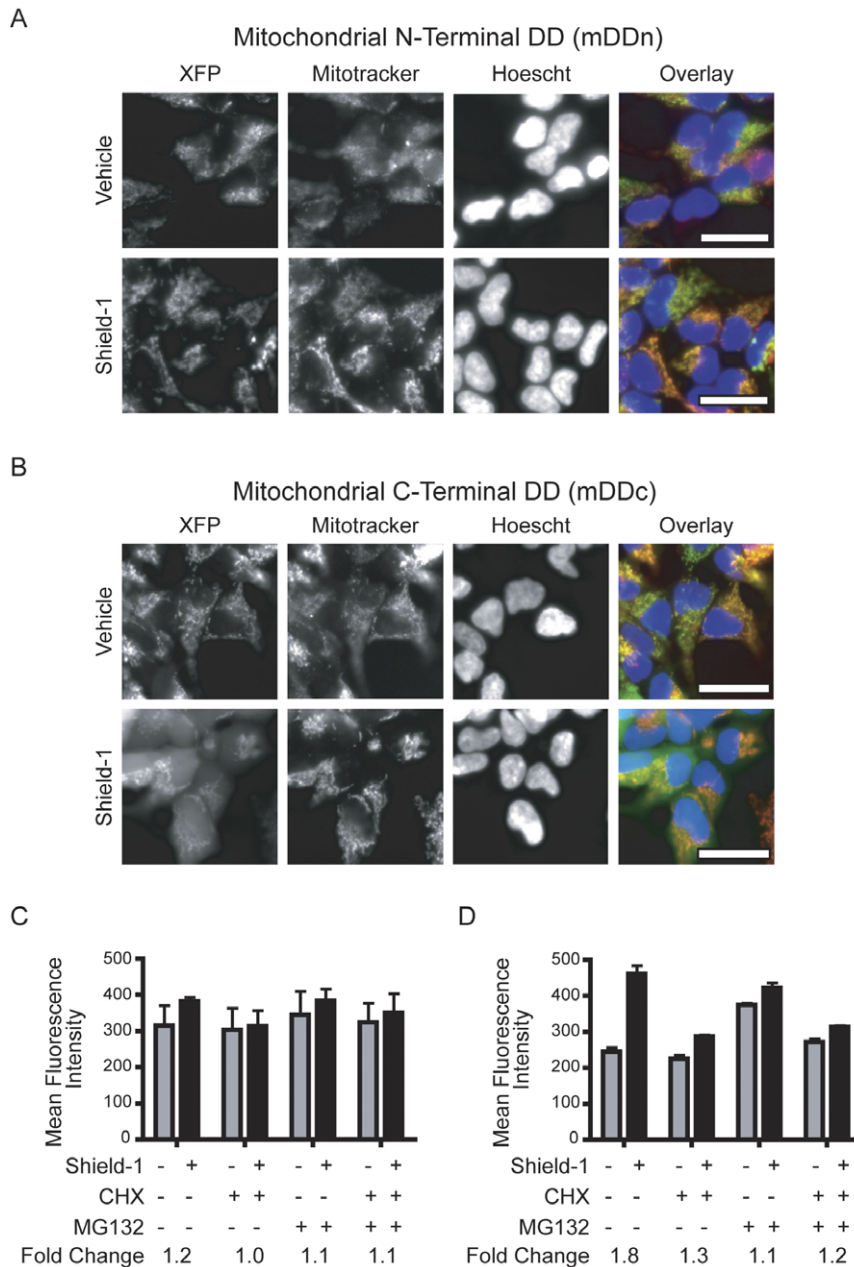 A
Mitochondrial N-Terminal DD (mDDn)
XFP Mitotracker Hoescht Overlay
Vehicle
Shield-1
B
Mitochondrial C-Terminal DD (mDDc)
XFP Mitotracker Hoescht Overlay
Vehicle
Shield-1
C
Mean Fluorescence
Intensity
500
400
300
200
100
0
Shield-1 - + - + - + - +
CHX - - + + - - + +
MG132 - - - - + + + +
Fold Change 1.2 1.0 1.1 1.1
D
Mean Fluorescence
Intensity
500
400
300
200
100
0
Shield-1 - + - + - + - +
CHX - - + + - - + +
MG132 - - - - + + + +
Fold Change 1.8 1.3 1.1 1.2